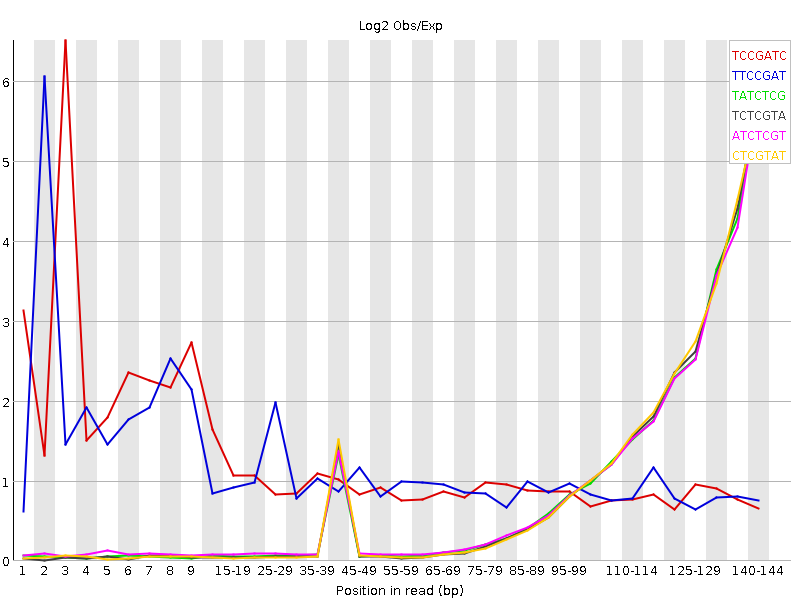 Log2 Obs/Exp
TCCGATC
TTCCGAT
TATCTCG
TCTCGTA
ATCTCGT
CTCGTAT
6
5
4
3
2
1
0
1 2 3 4 5 6 7 8 9 15-19 25-29 35-39 45-49 55-59 65-69 75-79 85-89 95-99 110-114 125-129 140-144
Position in read (bp)